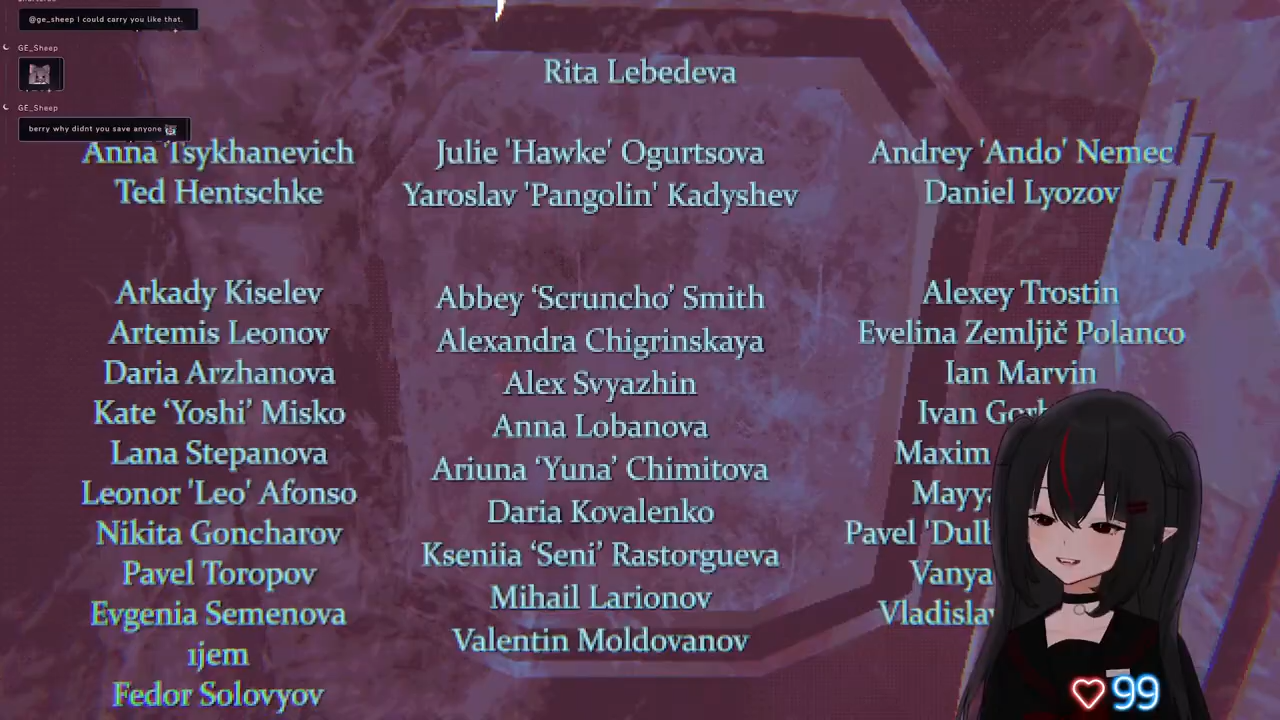 @ge_sheep I could carry you like that.
GE_Sheep
GE_Sheep
berry why didnt you save anyone
Rita Lebedeva
Anna Tsykhanevich
Julie 'Hawke' Ogurtsova
Andrey 'Ando' Nemec
Ted Hentschke
Yaroslav 'Pangolin' Kadyshev
Daniel Lyozov
Arkady Kiselev
Artemis Leonov
Daria Arzhanova
Kate ‘Yoshi’ Misko
Lana Stepanova
Leonor 'Leo' Afonso
Nikita Goncharov
Pavel Toropov
Evgenia Semenova
1jem
Fedor Solovyov
Abbey ‘Scruncho’ Smith
Alexandra Chigrinskaya
Alex Svyazhin
Anna Lobanova
Ariuna ‘Yuna’ Chimitova
Daria Kovalenko
Kseniia ‘Seni’ Rastorgueva
Mihail Larionov
Valentin Moldovanov
Alexey Trostin
Evelina Zemljič Polanco
Ian Marvin
Ivan
Maxim
Pavel
Vanya
99